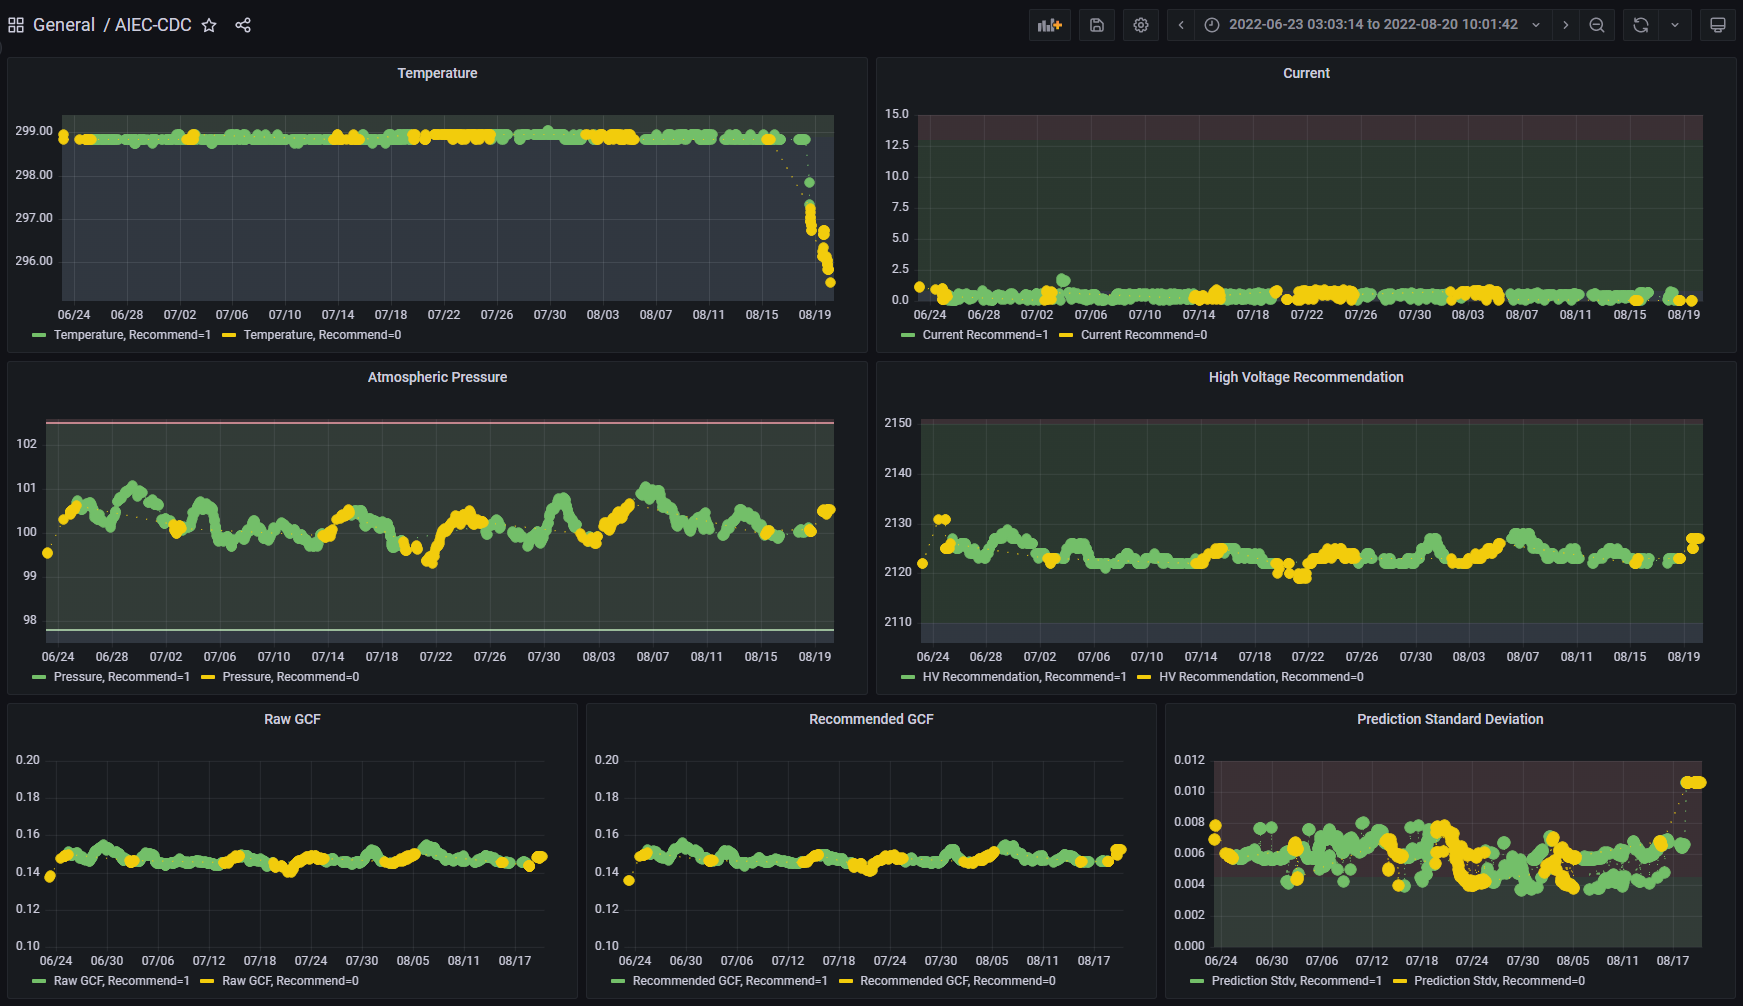 General / AIEC-CDC
2022-06-23 03:03:14 to 2022-08-20 10:01:42
Temperature
299.00
298.00
297.00
296.00
06/24 06/28 07/02 07/06 07/10 07/14 07/18 07/22 07/26 07/30 08/03 08/07 08/11 08/15 08/19
Temperature, Recommend=1 Temperature, Recommend=0
Current
15.0
12.5
10.0
7.5
5.0
2.5
0.0
06/24 06/28 07/02 07/06 07/10 07/14 07/18 07/22 07/26 07/30 08/03 08/07 08/11 08/15 08/19
Current Recommend=1 Current Recommend=0
Atmospheric Pressure
102
101
100
99
98
06/24 06/28 07/02 07/06 07/10 07/14 07/18 07/22 07/26 07/30 08/03 08/07 08/11 08/15 08/19
Pressure, Recommend=1 Pressure, Recommend=0
High Voltage Recommendation
2150
2140
2130
2120
2110
06/24 06/28 07/02 07/06 07/10 07/14 07/18 07/22 07/26 07/30 08/03 08/07 08/11 08/15 08/19
HV Recommendation, Recommend=1 HV Recommendation, Recommend=0
Raw GCF
0.20
0.18
0.16
0.14
0.12
0.10
06/24 06/30 07/06 07/12 07/18 07/24 07/30 08/05 08/11 08/17
Raw GCF, Recommend=1 Raw GCF, Recommend=0
Recommended GCF
0.20
0.18
0.16
0.14
0.12
0.10
06/24 06/30 07/06 07/12 07/18 07/24 07/30 08/05 08/11 08/17
Recommended GCF, Recommend=1 Recommended GCF, Recommend=0
Prediction Standard Deviation
0.012
0.010
0.008
0.006
0.004
0.002
0.000
06/24 06/30 07/06 07/12 07/18 07/24 07/30 08/05 08/11 08/17
Prediction Stdv, Recommend=1 Prediction Stdv, Recommend=0